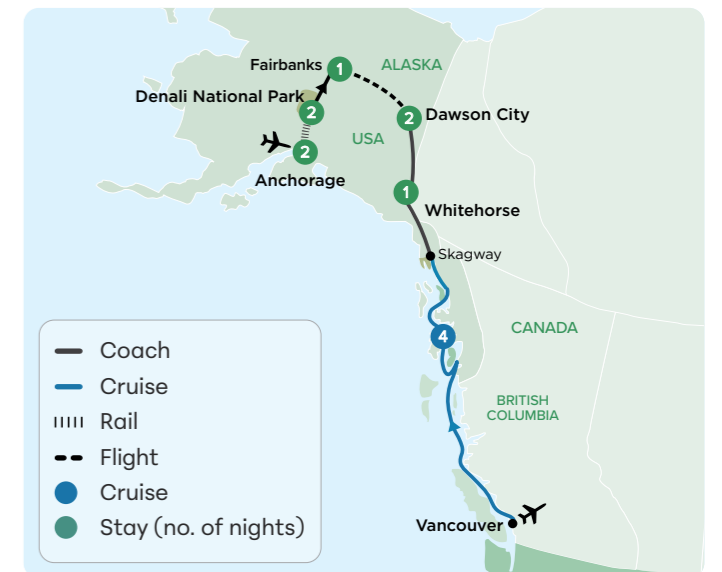 Fairbanks
1
ALASKA
Denali National Park
2
2
Dawson City
USA
2
Anchorage
1
Whitehorse
Skagway
4
CANADA
BRITISH
COLUMBIA
Vancouver
Coach
Cruise
Rail
Flight
Cruise
Stay (no. of nights)